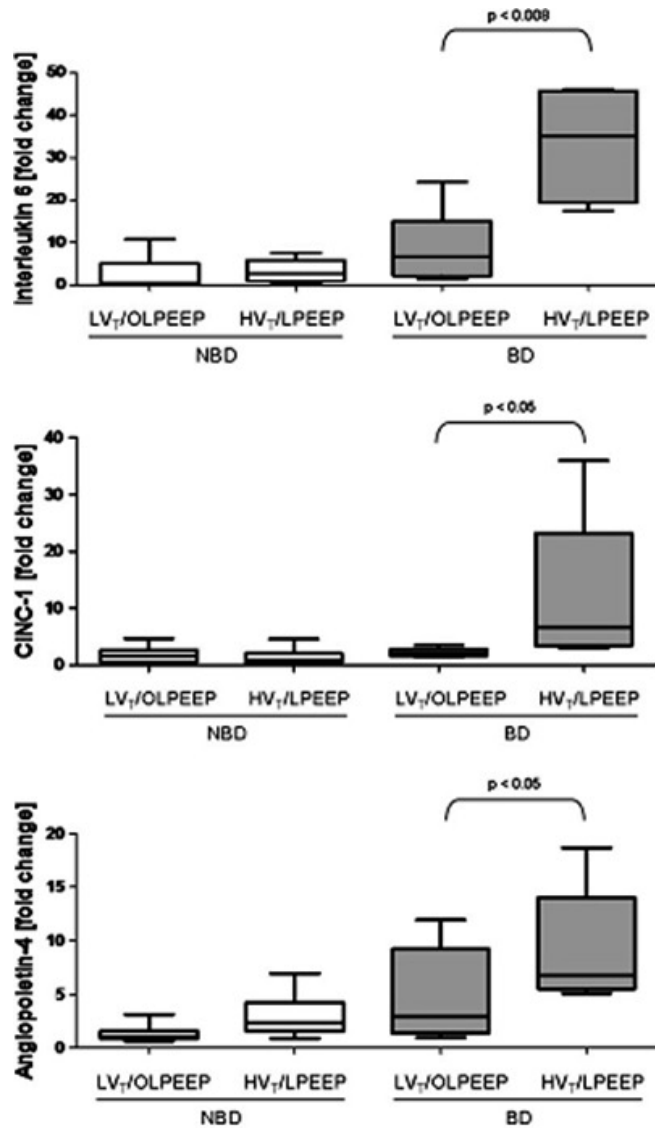 p < 0.008
Interleukin 6 [fold change]
50
40
30
20
10
0
LVT/OLPEEP HVT/LPEEP LVT/OLPEEP HVT/LPEEP
NBD BD
p < 0.05
CINC-1 [fold change]
40
30
20
10
0
LVT/OLPEEP HVT/LPEEP LVT/OLPEEP HVT/LPEEP
NBD BD
p < 0.05
Angiopoietin-4 [fold change]
20
15
10
5
0
LVT/OLPEEP HVT/LPEEP LVT/OLPEEP HVT/LPEEP
NBD BD